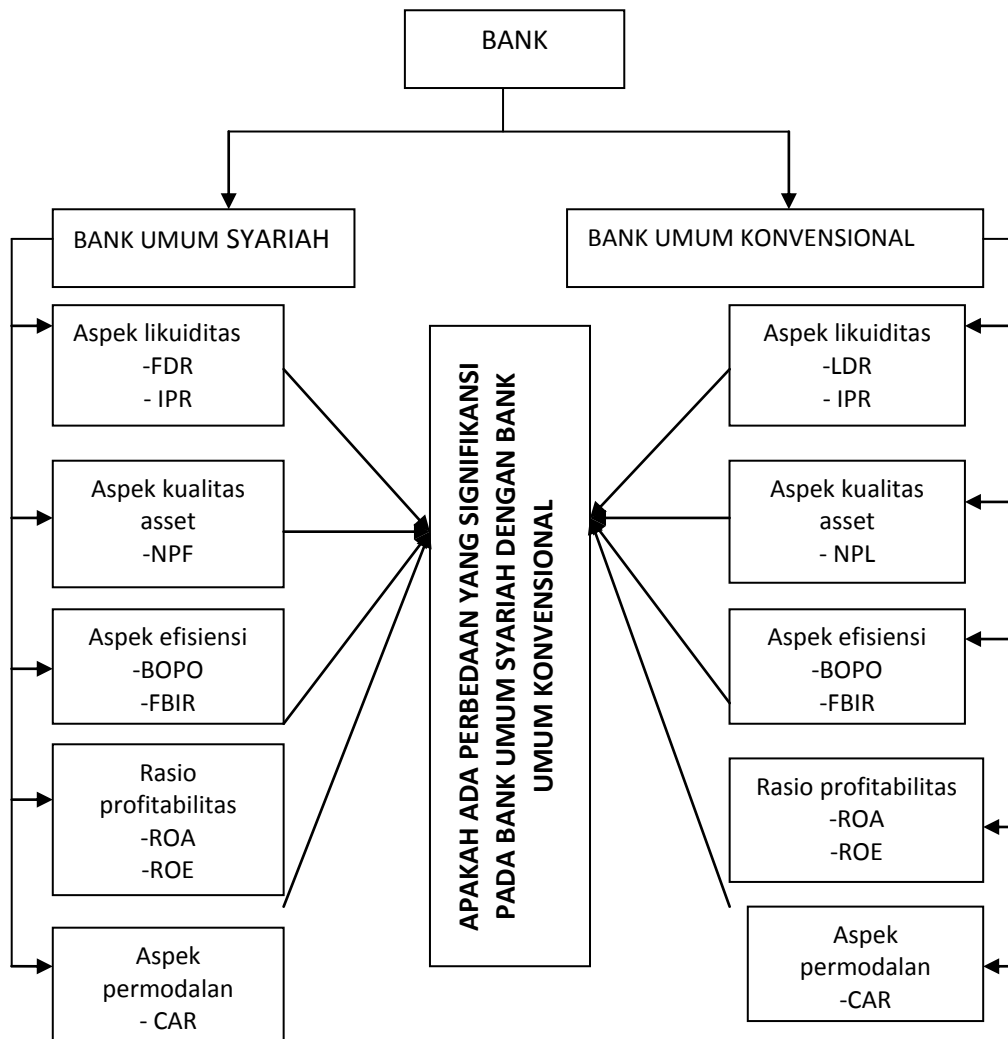 BANK
BANK UMUM SYARIAH
BANK UMUM KONVENSIONAL
Aspek likuiditas
-FDR
- IPR
Aspek kualitas
asset
-NPF
Aspek efisiensi
-BOPO
-FBIR
Rasio
profitabilitas
-ROA
-ROE
Aspek
permodalan
- CAR
APAKAH ADA PERBEDAAN YANG SIGNIFIKANSI
PADA BANK UMUM SYARIAH DENGAN BANK
UMUM KONVENSIONAL
Aspek likuiditas
-LDR
- IPR
Aspek kualitas
asset
- NPL
Aspek efisiensi
-BOPO
-FBIR
Rasio profitabilitas
-ROA
-ROE
Aspek
permodalan
-CAR